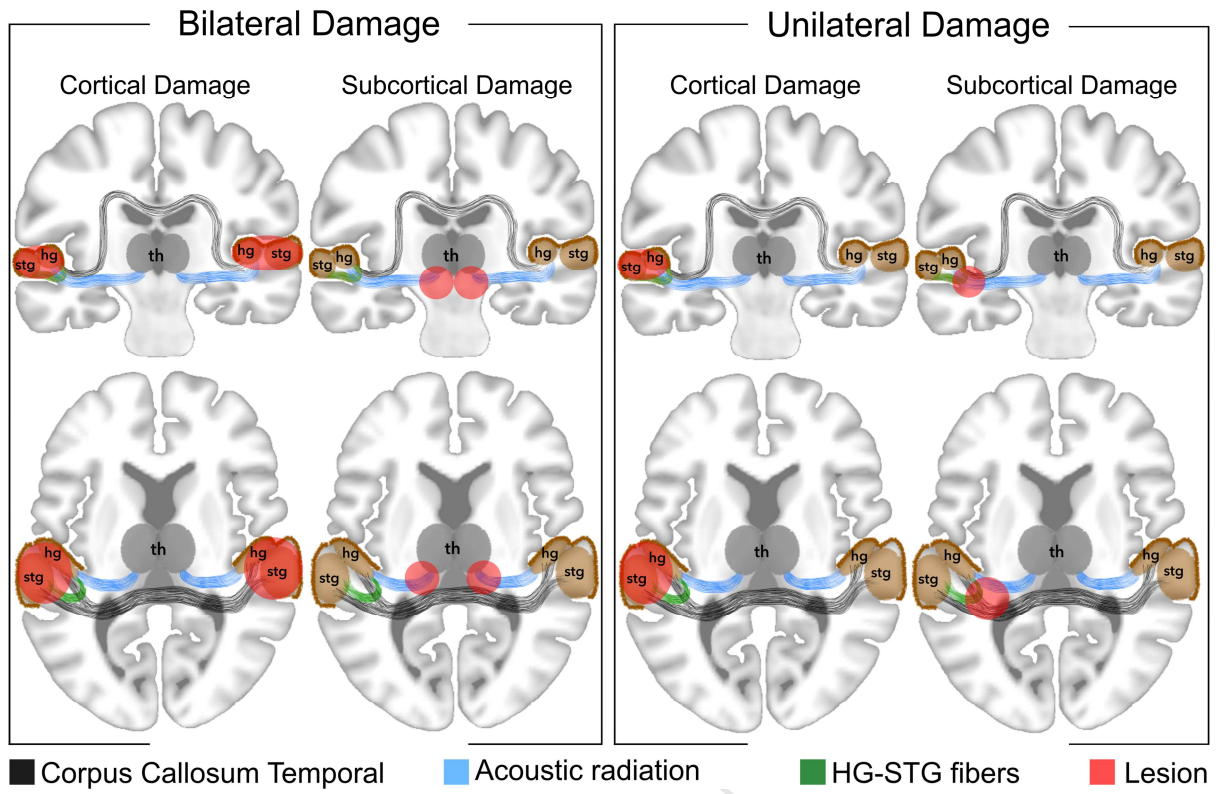 Bilateral Damage
Unilateral Damage
Cortical Damage
Subcortical Damage
Cortical Damage
Subcortical Damage
stg hg th hg stg
stg hg th hg stg
stg hg th hg stg
stg hg th hg stg
hg stg th hg stg
hg stg th hg stg
hg stg th hg stg
hg stg th hg stg
Corpus Callosum Temporal
Acoustic radiation
HG-STG fibers
Lesion